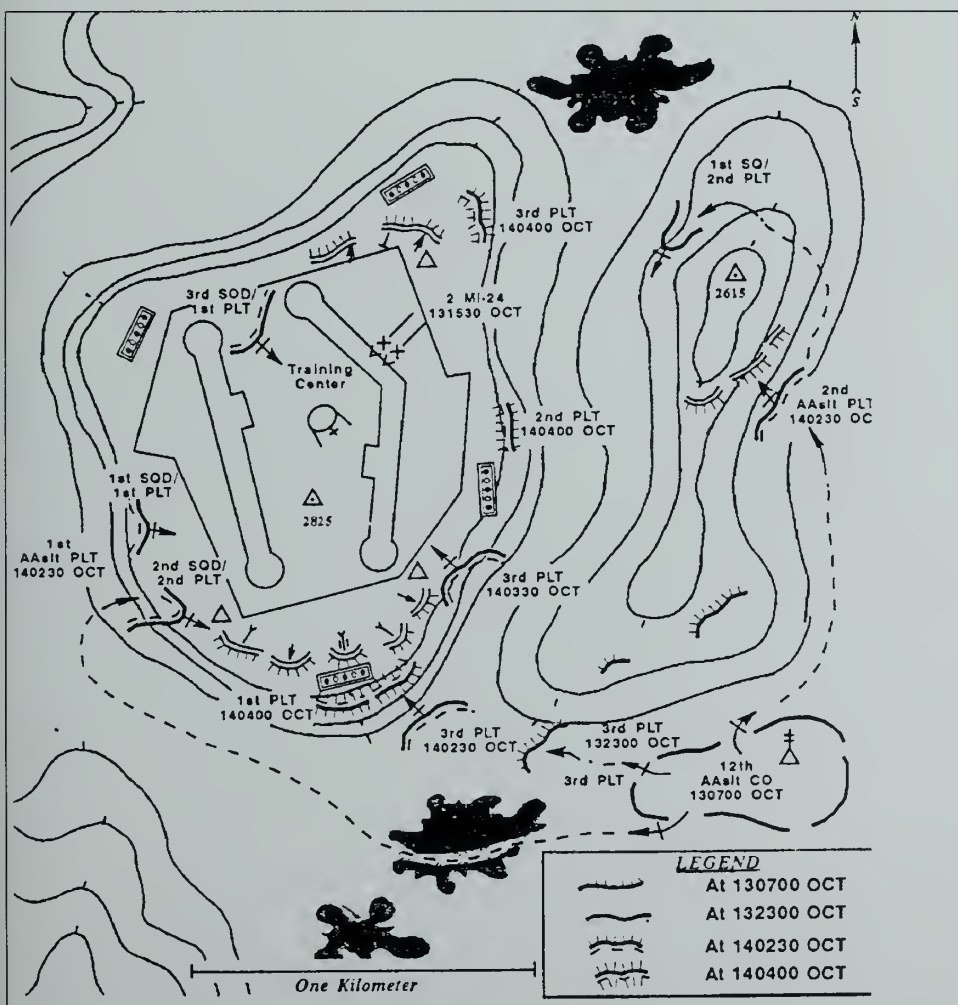 N
S
1st SQ/
2nd PLT
3rd PLT
140400 OCT
2615
3rd SQD/
1st PLT
2 MI-24
131530 OCT
Training
Center
2nd
AAslt PLT
140230 OC
2nd PLT
140400 OCT
1st SQD/
1st PLT
2825
1st
AAslt PLT
140230 OCT
2nd SQD/
2nd PLT
3rd PLT
140330 OCT
1st PLT
140400 OCT
3rd PLT
140230 OCT
3rd PLT
132300 OCT
3rd PLT
12th
AAslt CO
130700 OCT
LEGEND
At 130700 OCT
At 132300 OCT
At 140230 OCT
At 140400 OCT
One Kilometer